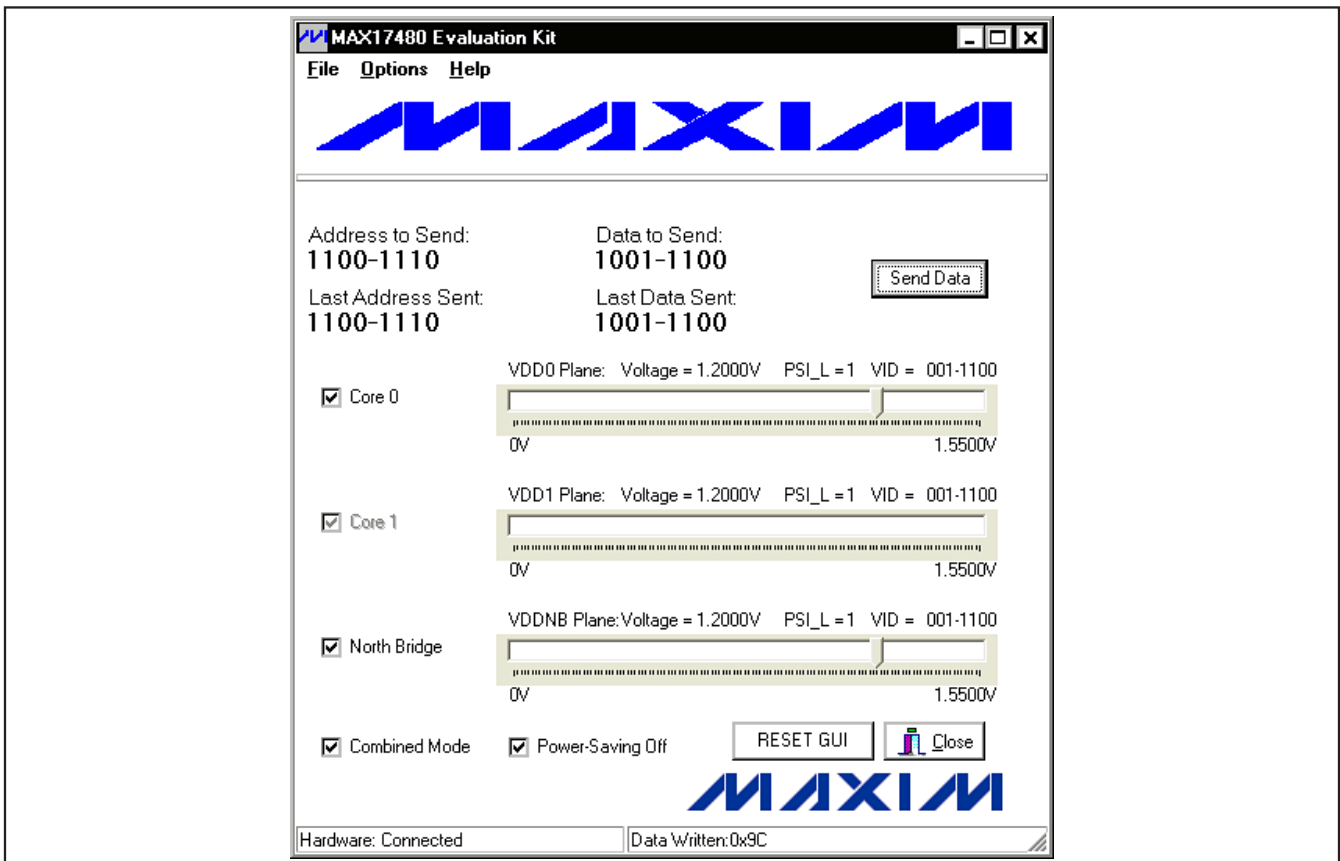 MAX17480 Evaluation Kit
File Options Help
MAXIM
Address to Send:
1100-1110
Data to Send:
1001-1100
Send Data
Last Address Sent:
1100-1110
Last Data Sent:
1001-1100
VDD0 Plane: Voltage = 1.2000V PSI_L =1 VID = 001-1100
Core 0
0V 1.5500V
VDD1 Plane: Voltage = 1.2000V PSI_L =1 VID = 001-1100
Core 1
0V 1.5500V
VDDNB Plane: Voltage = 1.2000V PSI_L =1 VID = 001-1100
North Bridge
0V 1.5500V
Combined Mode
Power-Saving Off
RESET GUI
Close
MAXIM
Hardware: Connected
Data Written:0x9C